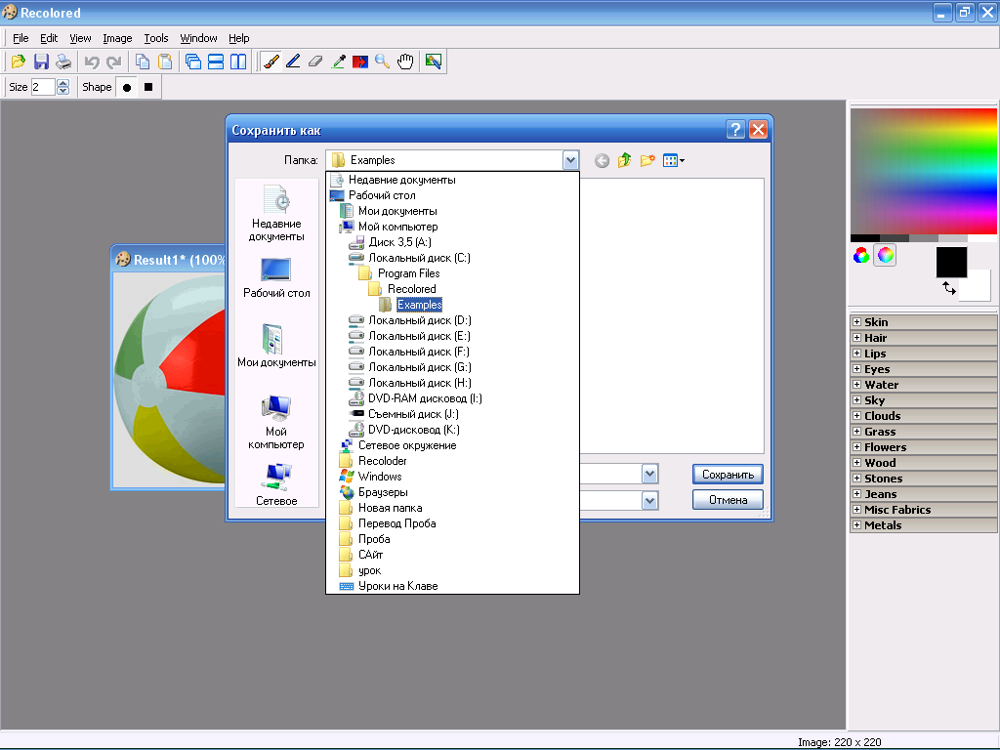 Recolored
File Edit View Image Tools Window Help
Size 2 Shape
Сохранить как
Папка: Examples
Недавние документы
Рабочий стол
Мои документы
Мой компьютер
Диск 3,5 (A:)
Локальный диск (C:)
Program Files
Recolored
Examples
Локальный диск (D:)
Локальный диск (E:)
Локальный диск (F:)
Локальный диск (G:)
Локальный диск (H:)
DVD-RAM дисковод (I:)
Съемный диск (J:)
DVD-дисковод (K:)
Сетевое окружение
Recoloder
Windows
Браузеры
Новая папка
Перевод Проба
Проба
САйт
урок
Уроки на Клаве
Недавние
документы
Рабочий стол
Мои документы
Мой
компьютер
Сетевое
Сохранить
Отмена
Result1* (100%
Skin
Hair
Lips
Eyes
Water
Sky
Clouds
Grass
Flowers
Wood
Stones
Jeans
Misc Fabrics
Metals
Image: 220 x 220